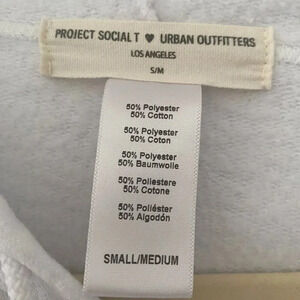 PROJECT SOCIAL T ♥ URBAN OUTFITTERS
LOS ANGELES
S/M
50% Polyester
50% Cotton
50% Polyester
50% Coton
50% Polyester
50% Baumwolle
50% Poliestere
50% Cotone
50% Poliéster
50% Algodón
SMALL/MEDIUM